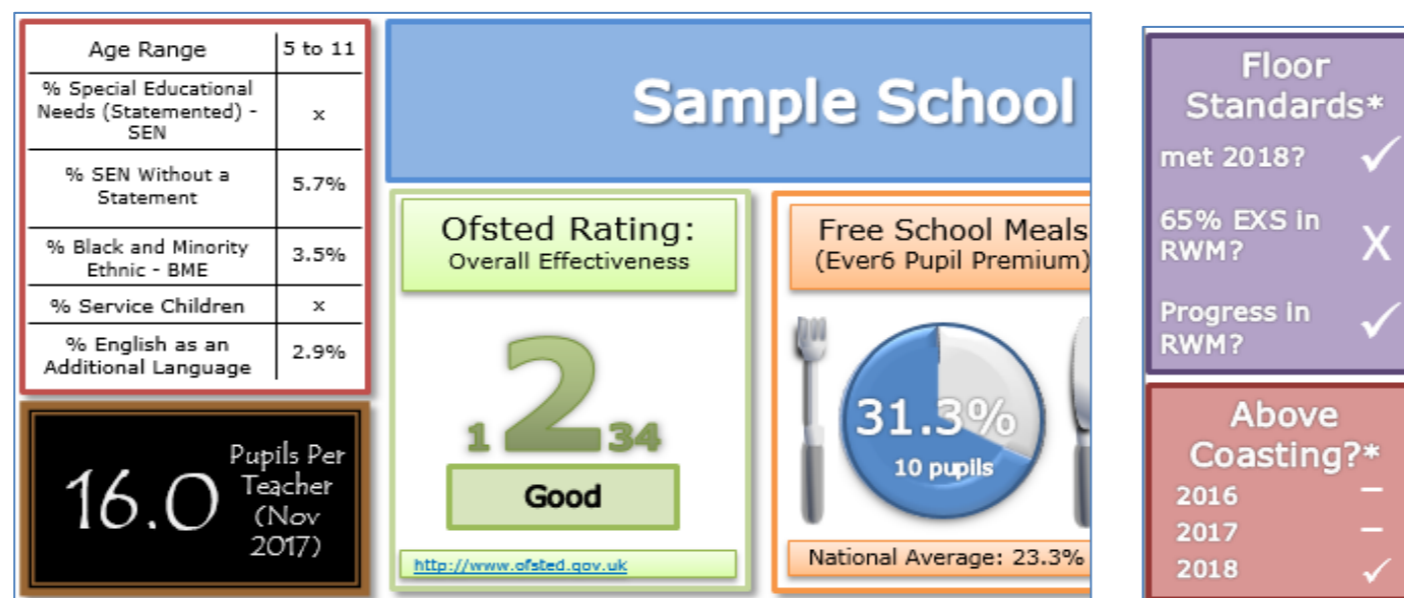 Age Range 5 to 11
% Special Educational
Needs (Statemented) -
SEN
x
% SEN Without a
Statement
5.7%
% Black and Minority
Ethnic - BME
3.5%
% Service Children x
% English as an
Additional Language
2.9%
16.0
Pupils Per
Teacher
(Nov
2017)
Sample School
Ofsted Rating:
Overall Effectiveness
1 2 34
Good
http://www.ofsted.gov.uk
Free School Meals
(Ever6 Pupil Premium)
31.3%
10 pupils
National Average: 23.3%
Floor
Standards*
met 2018? ✓
65% EXS in
RWM?
X
Progress in
RWM?
✓
Above
Coasting?*
2016 –
2017 –
2018 ✓